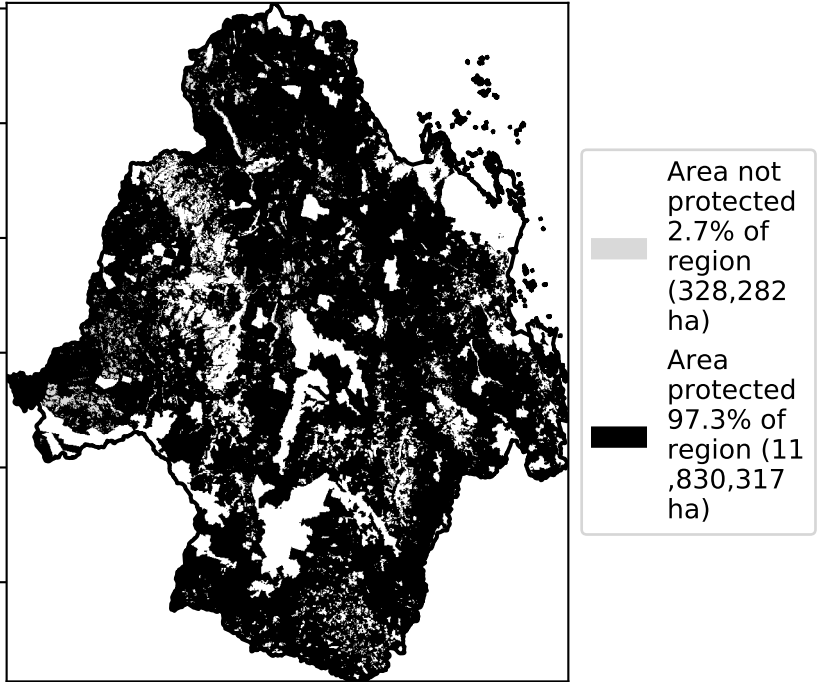 Area not
protected
2.7% of
region
(328,282
ha)
Area
protected
97.3% of
region (11
,830,317
ha)